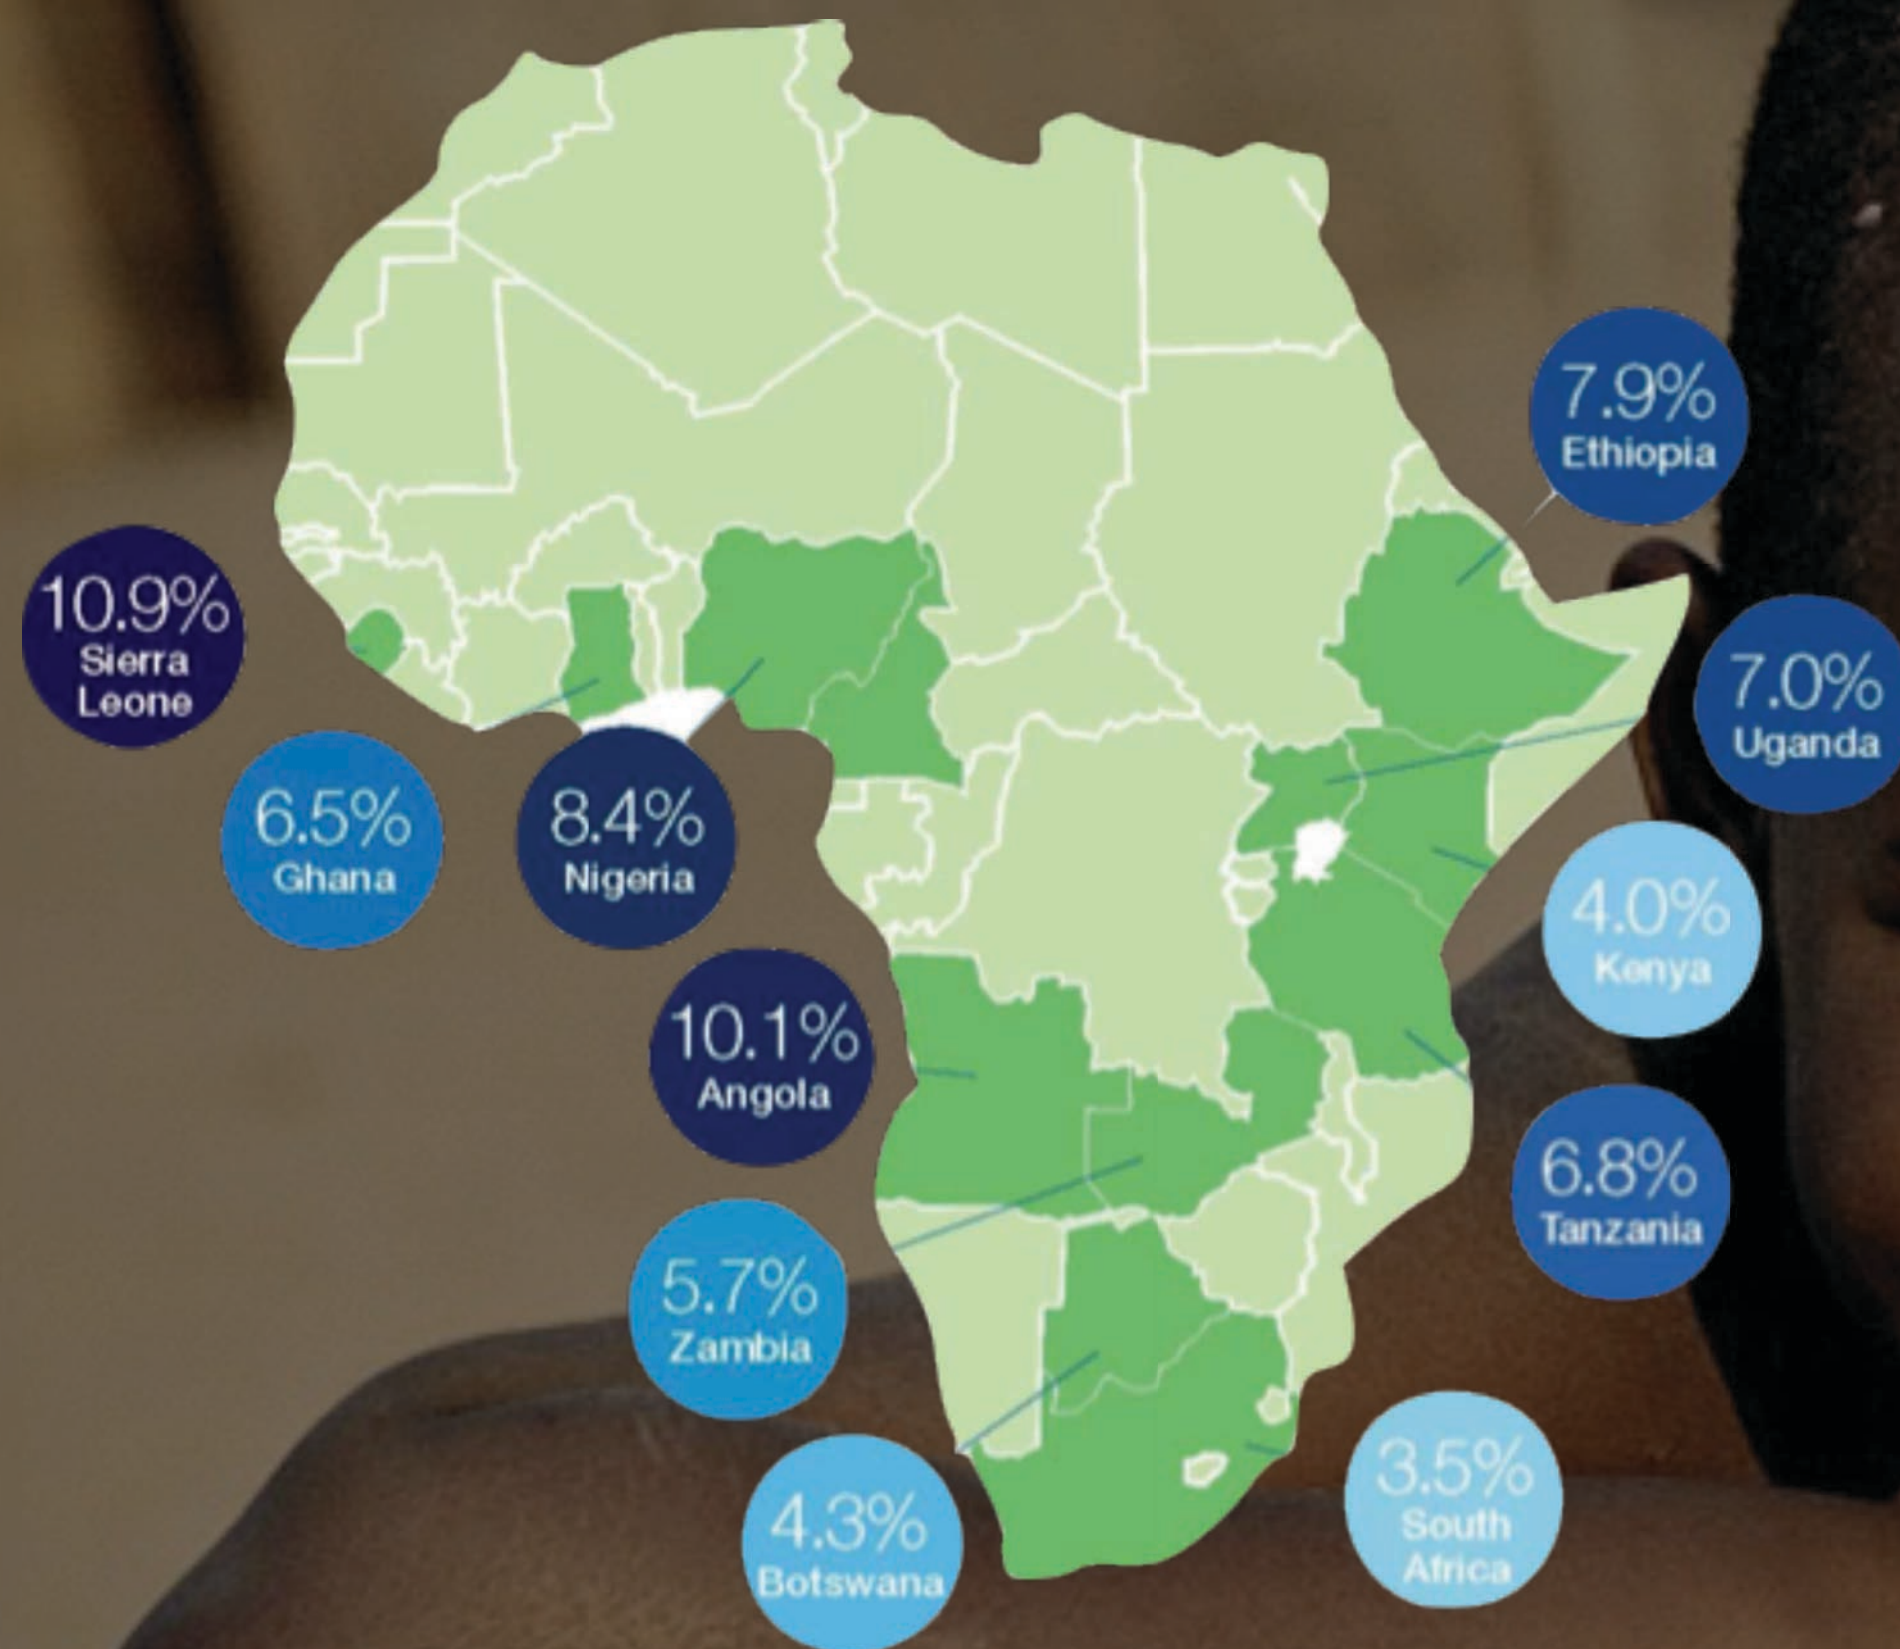 7.9%
Ethiopia
10.9%
Sierra
Leone
7.0%
Uganda
6.5%
Ghana
8.4%
Nigeria
4.0%
Kenya
10.1%
Angola
6.8%
Tanzania
5.7%
Zambia
4.3%
Botswana
3.5%
South
Africa